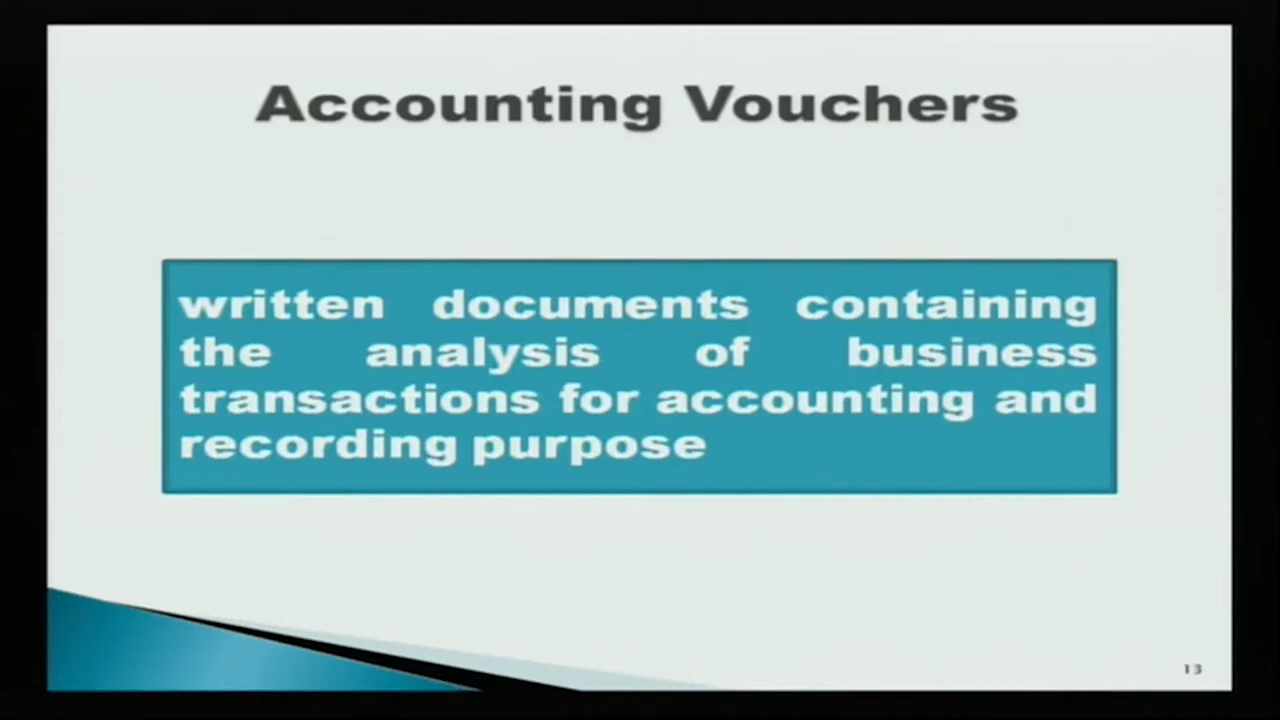 Accounting Vouchers
written documents containing
the analysis of business
transactions for accounting and
recording purpose
13